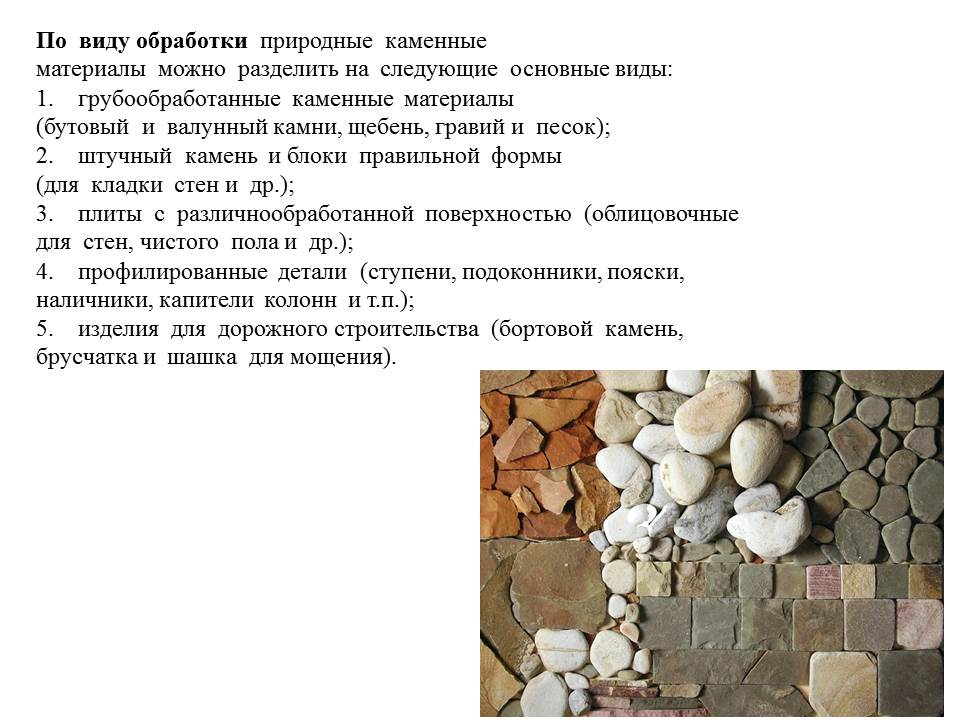 По виду обработки природные каменные
материалы можно разделить на следующие основные виды:
1. грубообработанные каменные материалы
(бутовый и валунный камни, щебень, гравий и песок);
2. штучный камень и блоки правильной формы
(для кладки стен и др.);
3. плиты с различнообработанной поверхностью (облицовочные
для стен, чистого пола и др.);
4. профилированные детали (ступени, подоконники, пояски,
наличники, капители колонн и т.п.);
5. изделия для дорожного строительства (бортовой камень,
брусчатка и шашка для мощения).